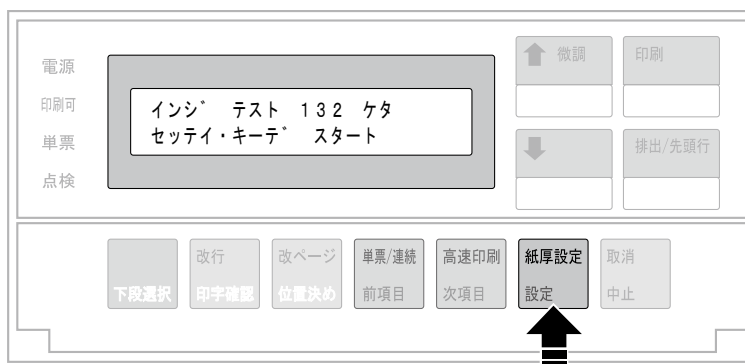 電源
印刷可
単票
点検
インジ テスト 132 ケタ
セッテイ・キーデ スタート
微調
印刷
排出/先頭行
下段選択
改行
印字確認
改ページ
位置決め
単票/連続
前項目
高速印刷
次項目
紙厚設定
設定
取消
中止